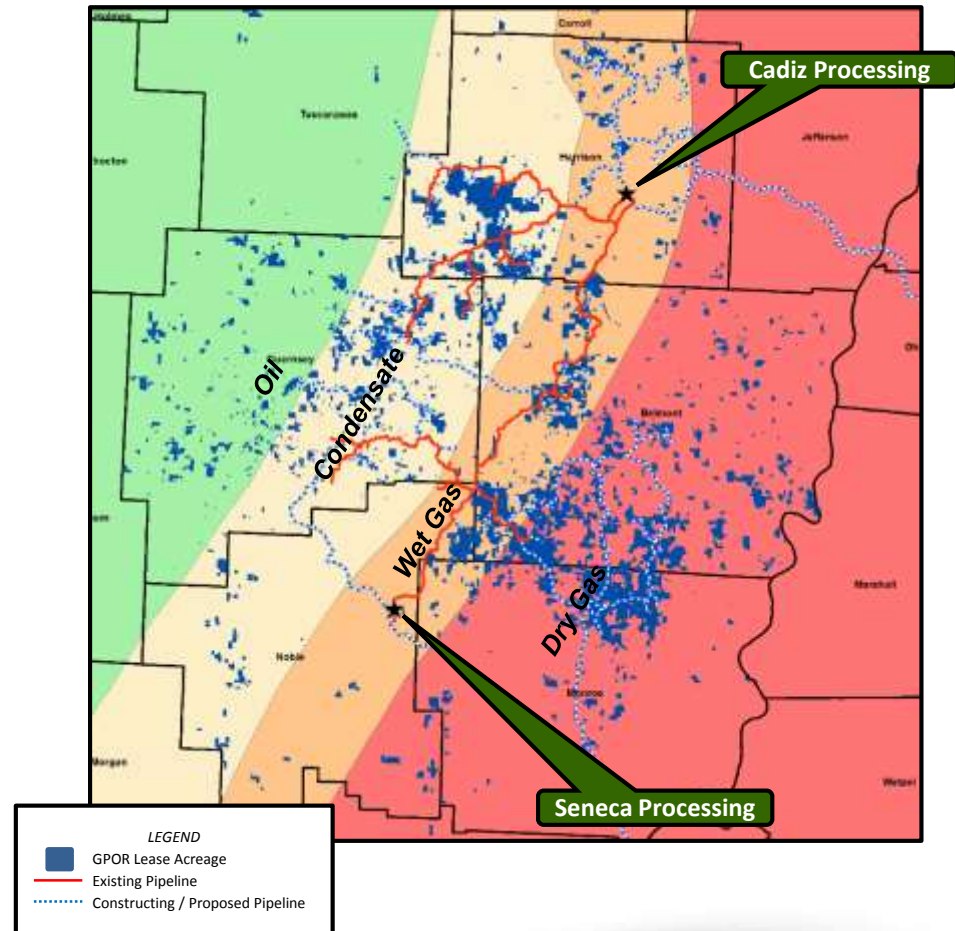 Carroll
Cadiz Processing
Tuscarawas
Jefferson
Harrison
Guernsey
Oil
Condensate
Belmont
Wet Gas
Dry Gas
Marshall
Noble
Monroe
Morgan
Wetzel
Seneca Processing
LEGEND
GPOR Lease Acreage
Existing Pipeline
Constructing / Proposed Pipeline